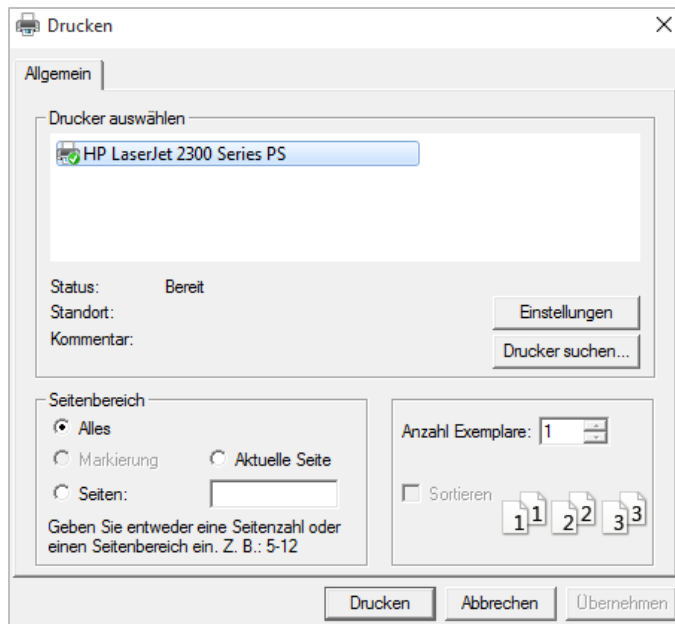 Drucken
Allgemein
Drucker auswählen
HP LaserJet 2300 Series PS
Status: Bereit
Standort:
Kommentar:
Einstellungen
Drucker suchen...
Seitenbereich
Alles
Markierung Aktuelle Seite
Seiten:
Geben Sie entweder eine Seitenzahl oder
einen Seitenbereich ein. Z. B.: 5-12
Anzahl Exemplare: 1
Sortieren
1 1 2 2 3 3
Drucken Abbrechen Übernehmen